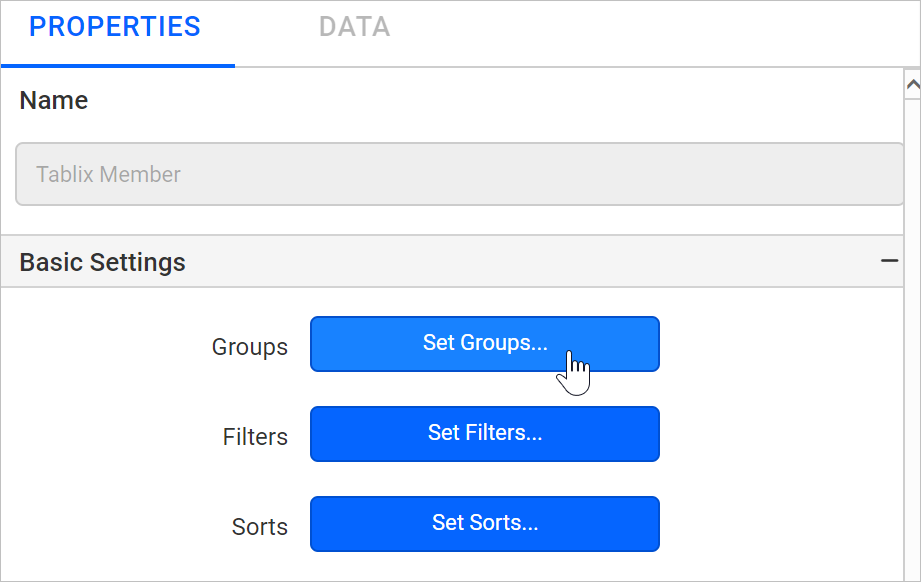 PROPERTIES DATA
Name
Tablix Member
Basic Settings
Groups Set Groups...
Filters Set Filters...
Sorts Set Sorts...